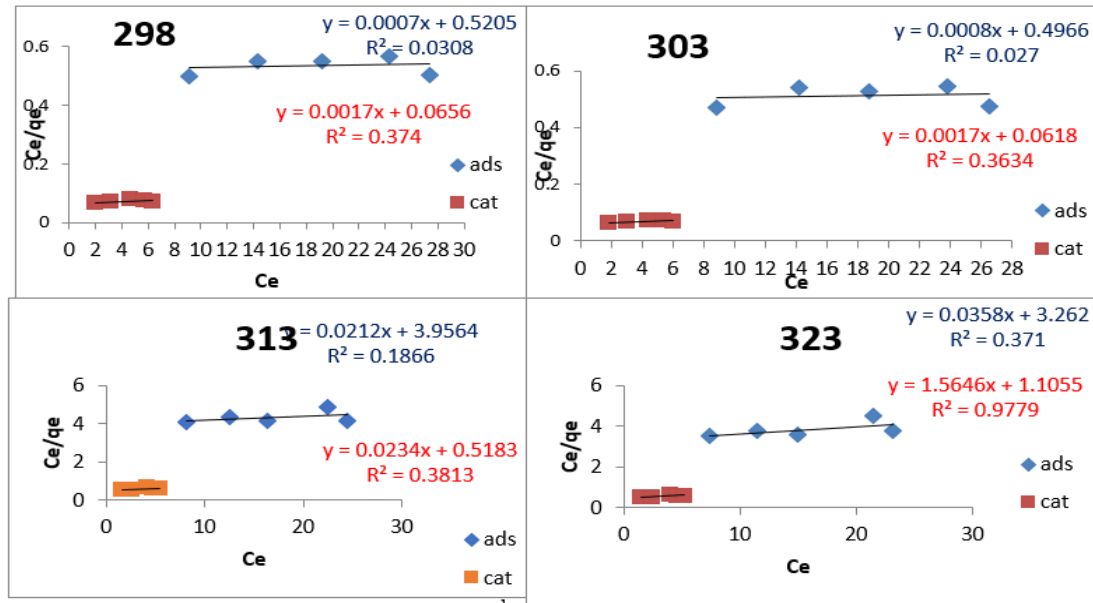 298
y = 0.0007x + 0.5205
R² = 0.0308
0.6
0.4
y = 0.0017x + 0.0656
R² = 0.374
0.2
0
Ce/qe
ads
cat
0 2 4 6 8 10 12 14 16 18 20 22 24 26 28 30
Ce
303
y = 0.0008x + 0.4966
R² = 0.027
0.6
0.4
y = 0.0017x + 0.0618
R² = 0.3634
0.2
0
Ce/qe
ads
cat
0 2 4 6 8 10 12 14 16 18 20 22 24 26 28
Ce
313
y = 0.0212x + 3.9564
R² = 0.1866
6
4
2
0
Ce/qe
y = 0.0234x + 0.5183
R² = 0.3813
0 10 20 30
Ce
ads
cat
323
y = 0.0358x + 3.262
R² = 0.371
6
4
2
0
Ce/qe
y = 1.5646x + 1.1055
R² = 0.9779
ads
cat
0 10 20 30
Ce